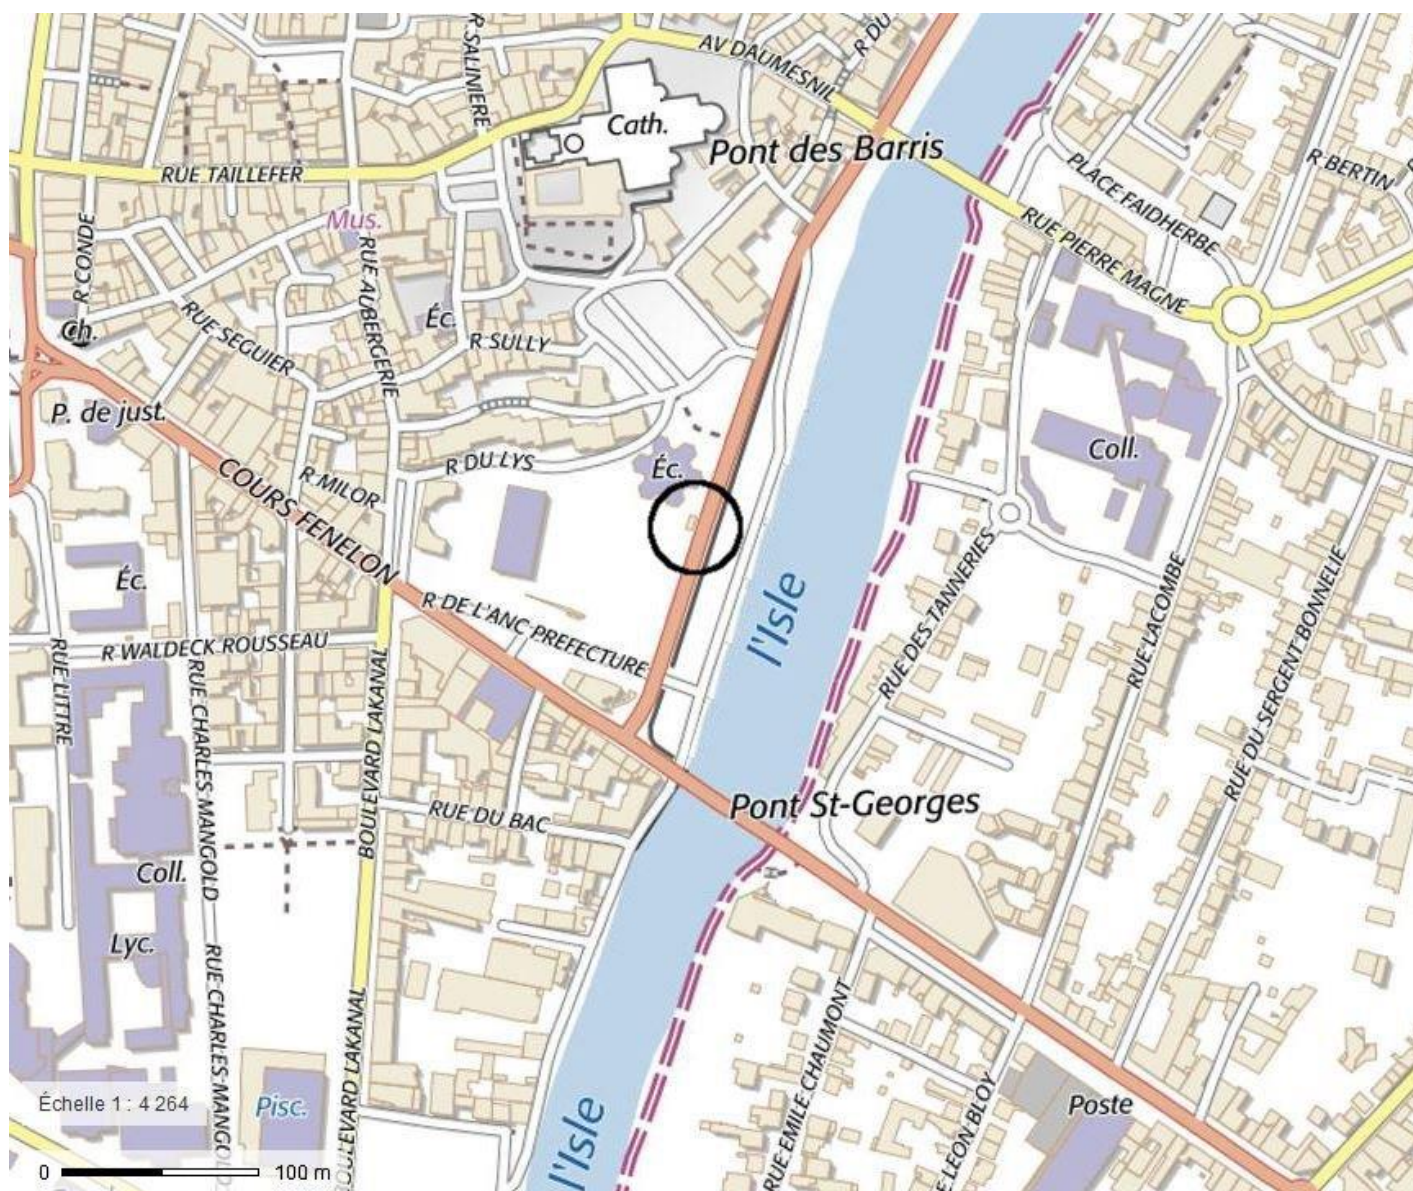 R. SALINIERE
AV DAUMESNIL
R DU
Cath.
Pont des Barris
RUE TAILLEFER
PLACE FAIDHERBE
R BERTIN
Mus.
R CONDE
RUE AUBERGERIE
RUE PIERRE MAGNE
Éc.
Ch.
RUE SEGUIER
R SULLY
P. de just.
COURS FENELON
R MILOR
R DU LYS
Éc.
Coll.
Éc.
l'Isle
RUE DES TANNERIES
RUE LACOMBE
RUE DU SERGENT BONNELIE
R DE L'ANC PREFECTURE
R WALDECK ROUSSEAU
RUE LITTRE
RUE CHARLES MANGOLD
BOULEVARD LAKANAL
Pont St-Georges
RUE DU BAC
Coll.
Lyc.
RUE CHARLES MANGOLD
BOULEVARD LAKANAL
RUE EMILE CHAUMONT
E LEON BLOY
Poste
Pisc.
l'Isle
Échelle 1 : 4 264
0 100 m